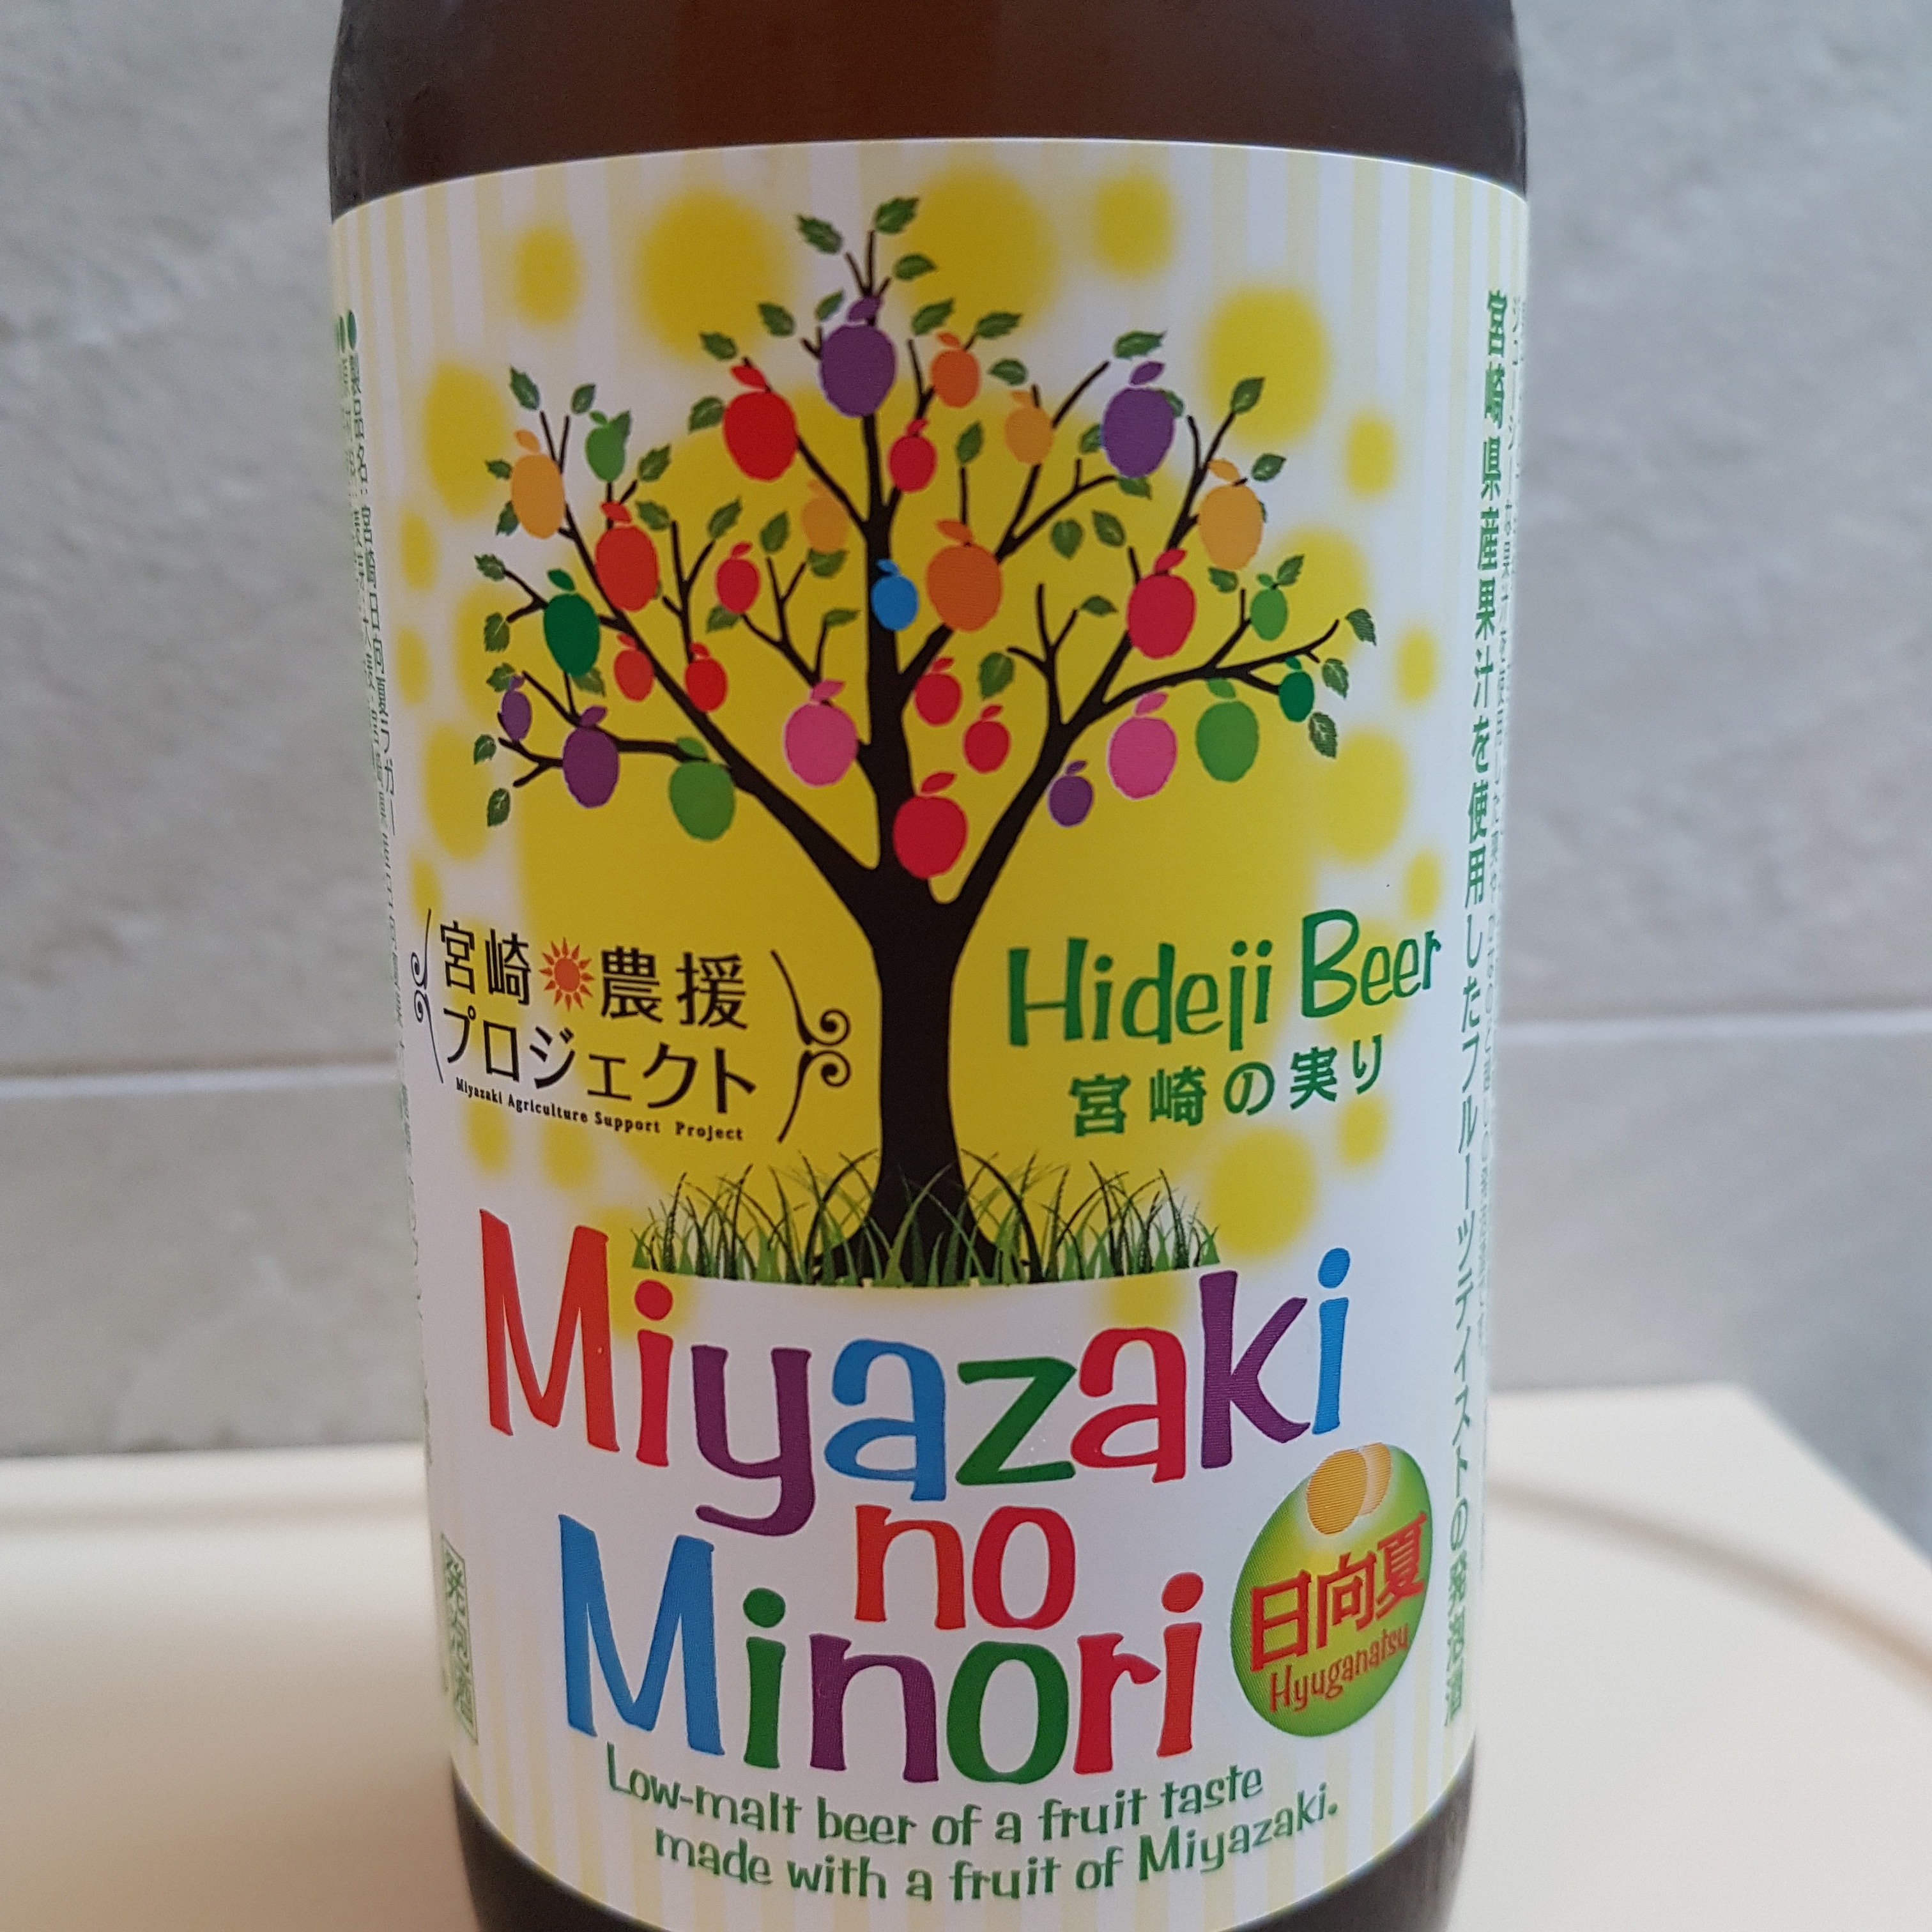 宮崎農援
プロジェクト
Miyazaki Agriculture Support Project
Hideji Beer
宮崎の実り
Miyazaki
no
Minori
日向夏
Hyuganatsu
Low-malt beer of a fruit taste
made with a fruit of Miyazaki.
宮崎県産果汁を使用したフルーツテイストの発泡酒
発泡酒